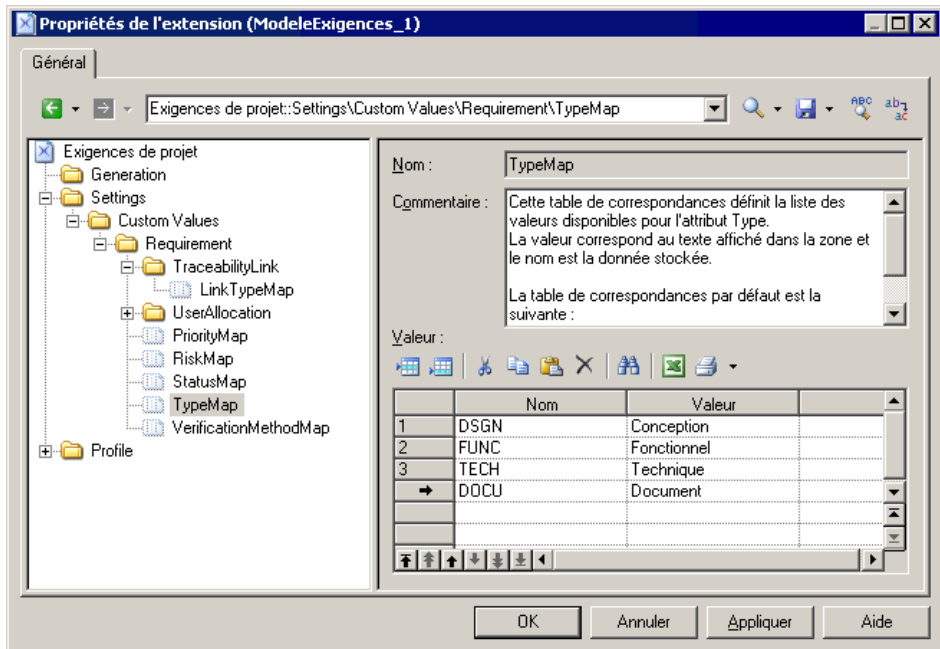 Propriétés de l'extension (ModeleExigences_1)
Général
Exigences de projet::Settings\Custom Values\Requirement\TypeMap
ABC
ab
ac
Exigences de projet
Generation
Settings
Custom Values
Requirement
TraceabilityLink
LinkTypeMap
UserAllocation
PriorityMap
RiskMap
StatusMap
TypeMap
VerificationMethodMap
Profile
Nom :
TypeMap
Commentaire :
Cette table de correspondances définit la liste des
valeurs disponibles pour l'attribut Type.
La valeur correspond au texte affiché dans la zone et
le nom est la donnée stockée.
La table de correspondances par défaut est la
suivante :
Valeur :
Nom Valeur
1 DSGN Conception
2 FUNC Fonctionnel
3 TECH Technique
DOCU Document
OK Annuler Appliquer Aide